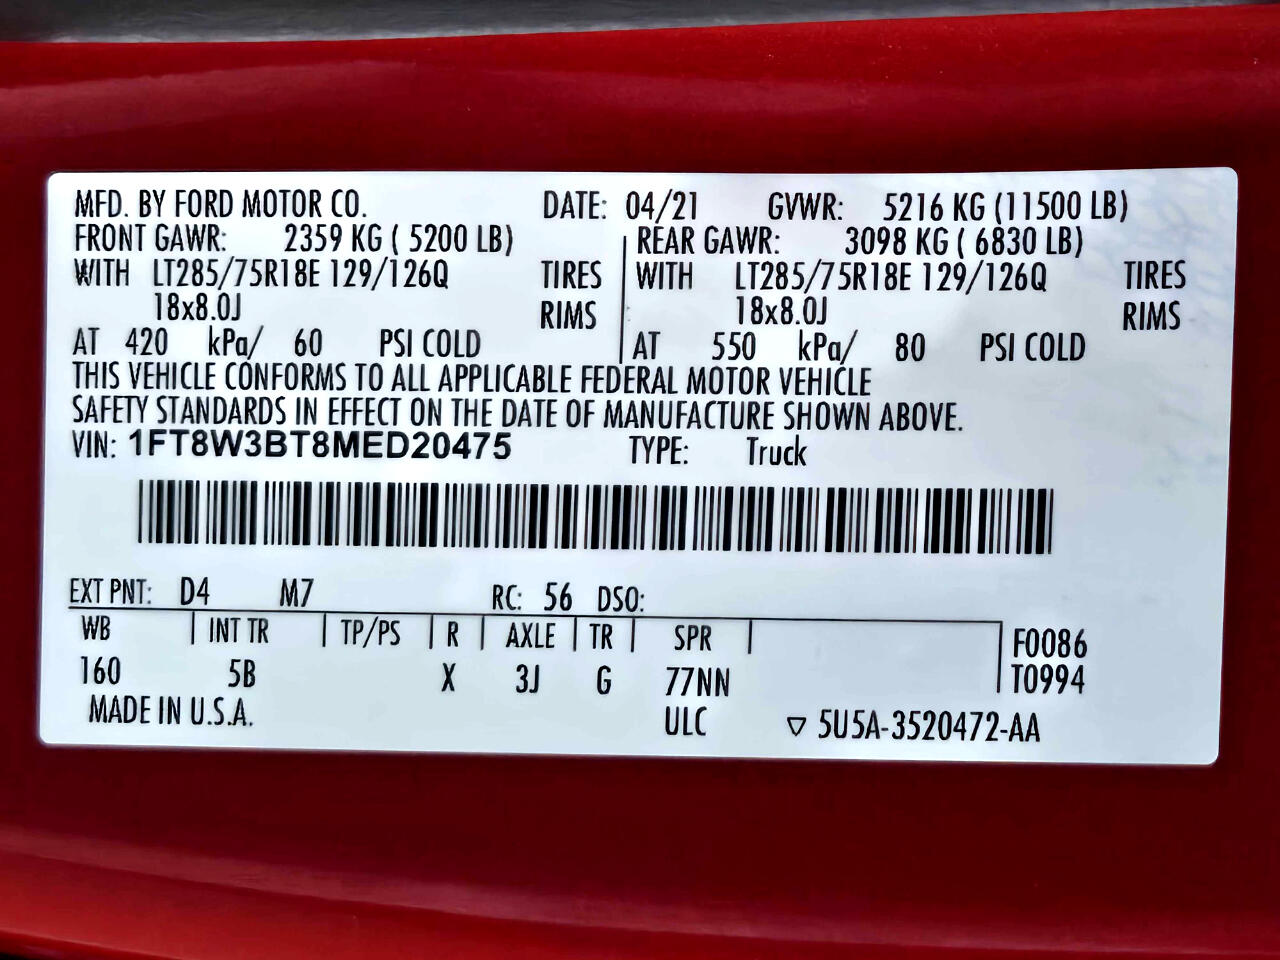 MFD. BY FORD MOTOR CO. DATE: 04/21 GVWR: 5216 KG (11500 LB)
FRONT GAWR: 2359 KG ( 5200 LB) REAR GAWR: 3098 KG ( 6830 LB)
WITH LT285/75R18E 129/126Q TIRES WITH LT285/75R18E 129/126Q TIRES
18x8.0J RIMS 18x8.0J RIMS
AT 420 kPa/ 60 PSI COLD AT 550 kPa/ 80 PSI COLD
THIS VEHICLE CONFORMS TO ALL APPLICABLE FEDERAL MOTOR VEHICLE
SAFETY STANDARDS IN EFFECT ON THE DATE OF MANUFACTURE SHOWN ABOVE.
VIN: 1FT8W3BT8MED20475 TYPE: Truck
EXT PNT: D4 M7 RC: 56 DSO:
WB INT TR TP/PS R AXLE TR SPR F0086
160 5B X 3J G 77NN T0994
MADE IN U.S.A. ULC ▽ 5U5A-3520472-AA